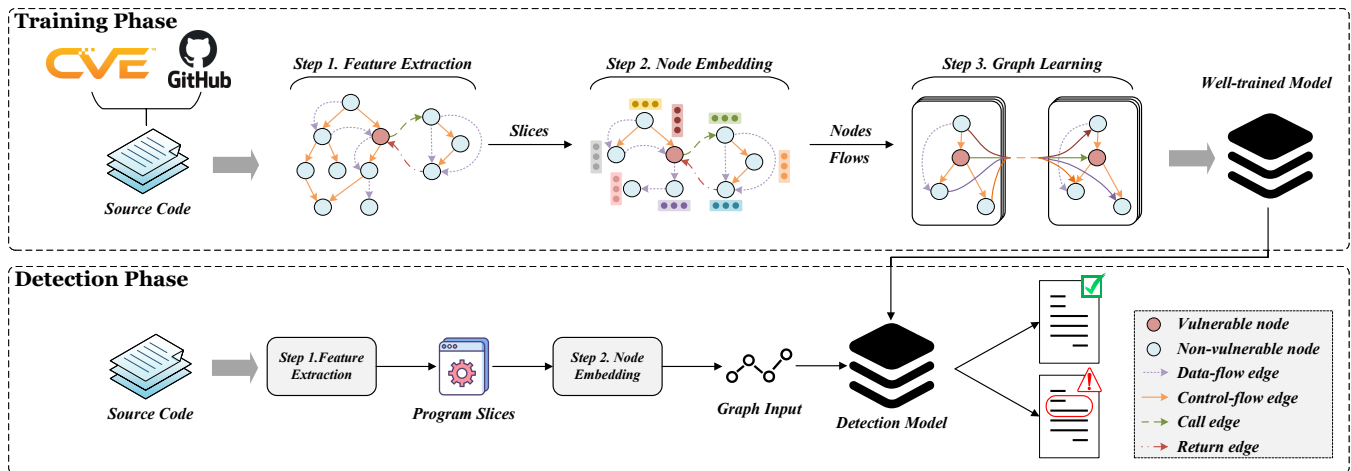 Training Phase
CVE
GitHub
Source Code
Step 1. Feature Extraction
Slices
Step 2. Node Embedding
Nodes
Flows
Step 3. Graph Learning
Well-trained Model
Detection Phase
Source Code
Step 1.Feature
Extraction
Program Slices
Step 2. Node
Embedding
Graph Input
Detection Model
Vulnerable node
Non-vulnerable node
Data-flow edge
Control-flow edge
Call edge
Return edge